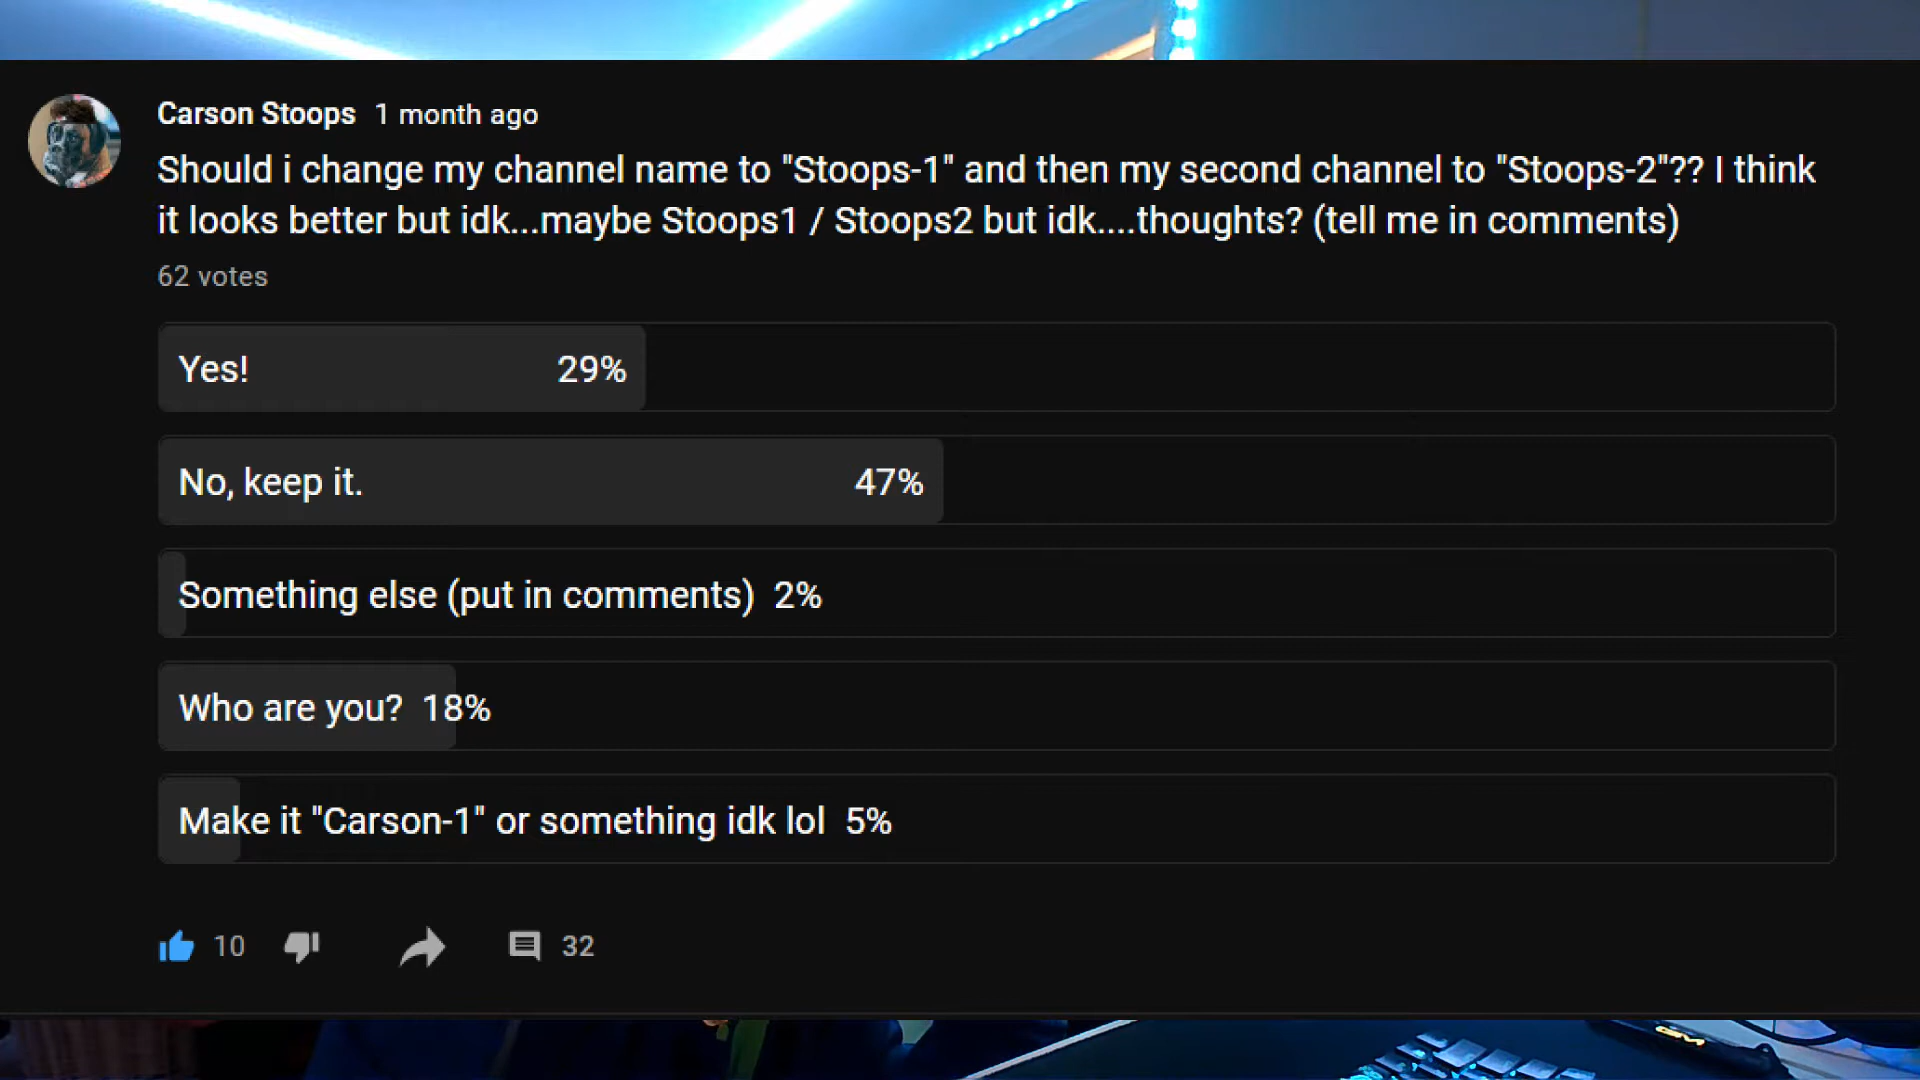 Carson Stoops 1 month ago
Should i change my channel name to "Stoops-1" and then my second channel to "Stoops-2"?? I think
it looks better but idk...maybe Stoops1 / Stoops2 but idk....thoughts? (tell me in comments)
62 votes
Yes! 29%
No, keep it. 47%
Something else (put in comments) 2%
Who are you? 18%
Make it "Carson-1" or something idk lol 5%
10 32